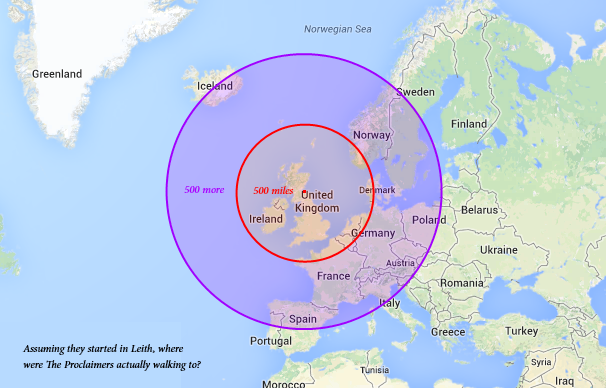 Norwegian Sea
Greenland
Iceland
Sweden
Finland
Norway
500 more
500 miles
United
Kingdom
Denmark
Ireland
Poland
Belarus
Germany
Ukraine
Austria
France
Romania
Italy
Spain
Portugal
Greece
Turkey
Assuming they started in Leith, where
were The Proclaimers actually walking to?
Syria
Tunisia
Iraq
Morocco